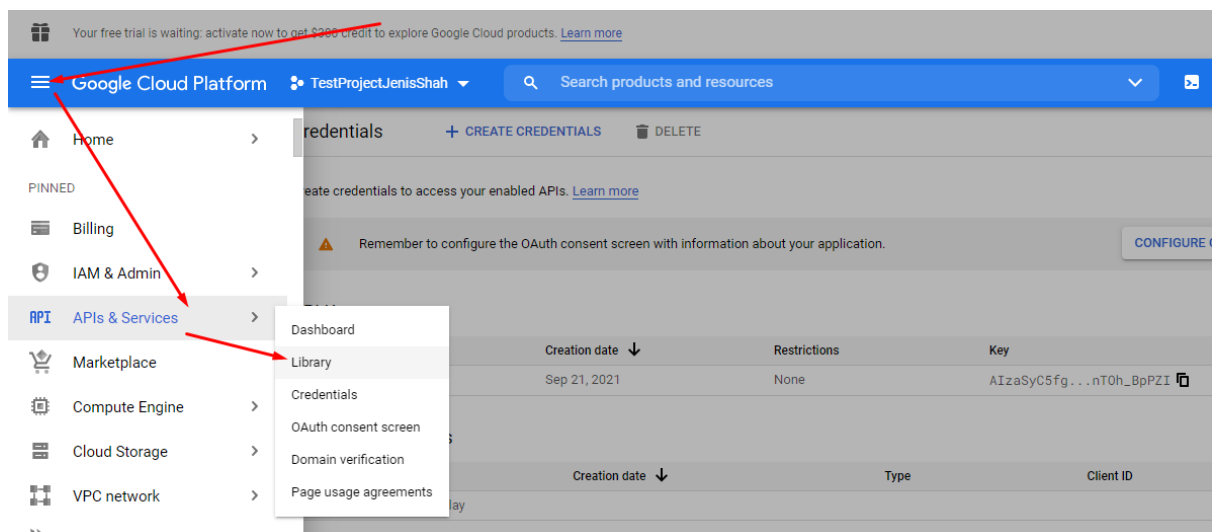 Your free trial is waiting: activate now to get $300 credit to explore Google Cloud products. Learn more
Google Cloud Platform TestProjectJenisShah Search products and resources
Home
redentials + CREATE CREDENTIALS DELETE
PINNED
eate credentials to access your enabled APIs. Learn more
Billing
Remember to configure the OAuth consent screen with information about your application. CONFIGURE
IAM & Admin
API APIs & Services
Dashboard
Library
Credentials
OAuth consent screen
Domain verification
Page usage agreements
Marketplace
Compute Engine
Cloud Storage
VPC network
Creation date Restrictions Key
Sep 21, 2021 None AIzaSyC5fg...nTOh_BpPZI
s
Creation date Type Client ID
lay